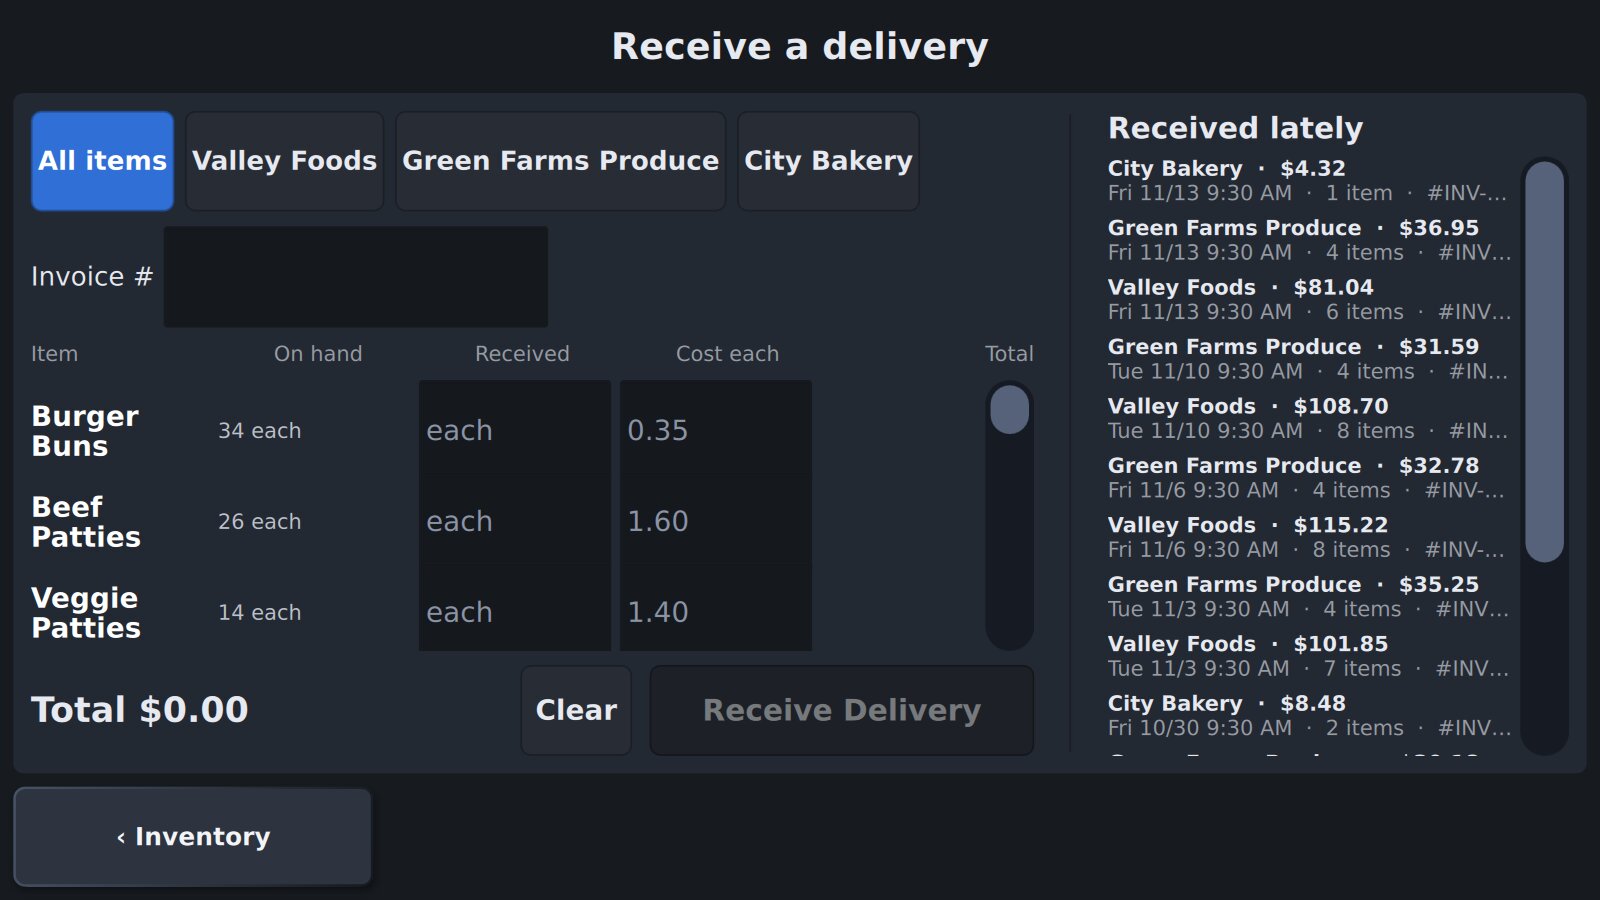 Receive a delivery
All items
Valley Foods
Green Farms Produce
City Bakery
Invoice #
Item
On hand
Received
Cost each
Total
Burger
Buns
34 each
each
0.35
Beef
Patties
26 each
each
1.60
Veggie
Patties
14 each
each
1.40
Total $0.00
Clear
Receive Delivery
Received lately
City Bakery · $4.32
Fri 11/13 9:30 AM · 1 item · #INV-…
Green Farms Produce · $36.95
Fri 11/13 9:30 AM · 4 items · #INV…
Valley Foods · $81.04
Fri 11/13 9:30 AM · 6 items · #INV…
Green Farms Produce · $31.59
Tue 11/10 9:30 AM · 4 items · #IN…
Valley Foods · $108.70
Tue 11/10 9:30 AM · 8 items · #IN…
Green Farms Produce · $32.78
Fri 11/6 9:30 AM · 4 items · #INV-…
Valley Foods · $115.22
Fri 11/6 9:30 AM · 8 items · #INV-…
Green Farms Produce · $35.25
Tue 11/3 9:30 AM · 4 items · #INV…
Valley Foods · $101.85
Tue 11/3 9:30 AM · 7 items · #INV…
City Bakery · $8.48
Fri 10/30 9:30 AM · 2 items · #INV…
‹ Inventory